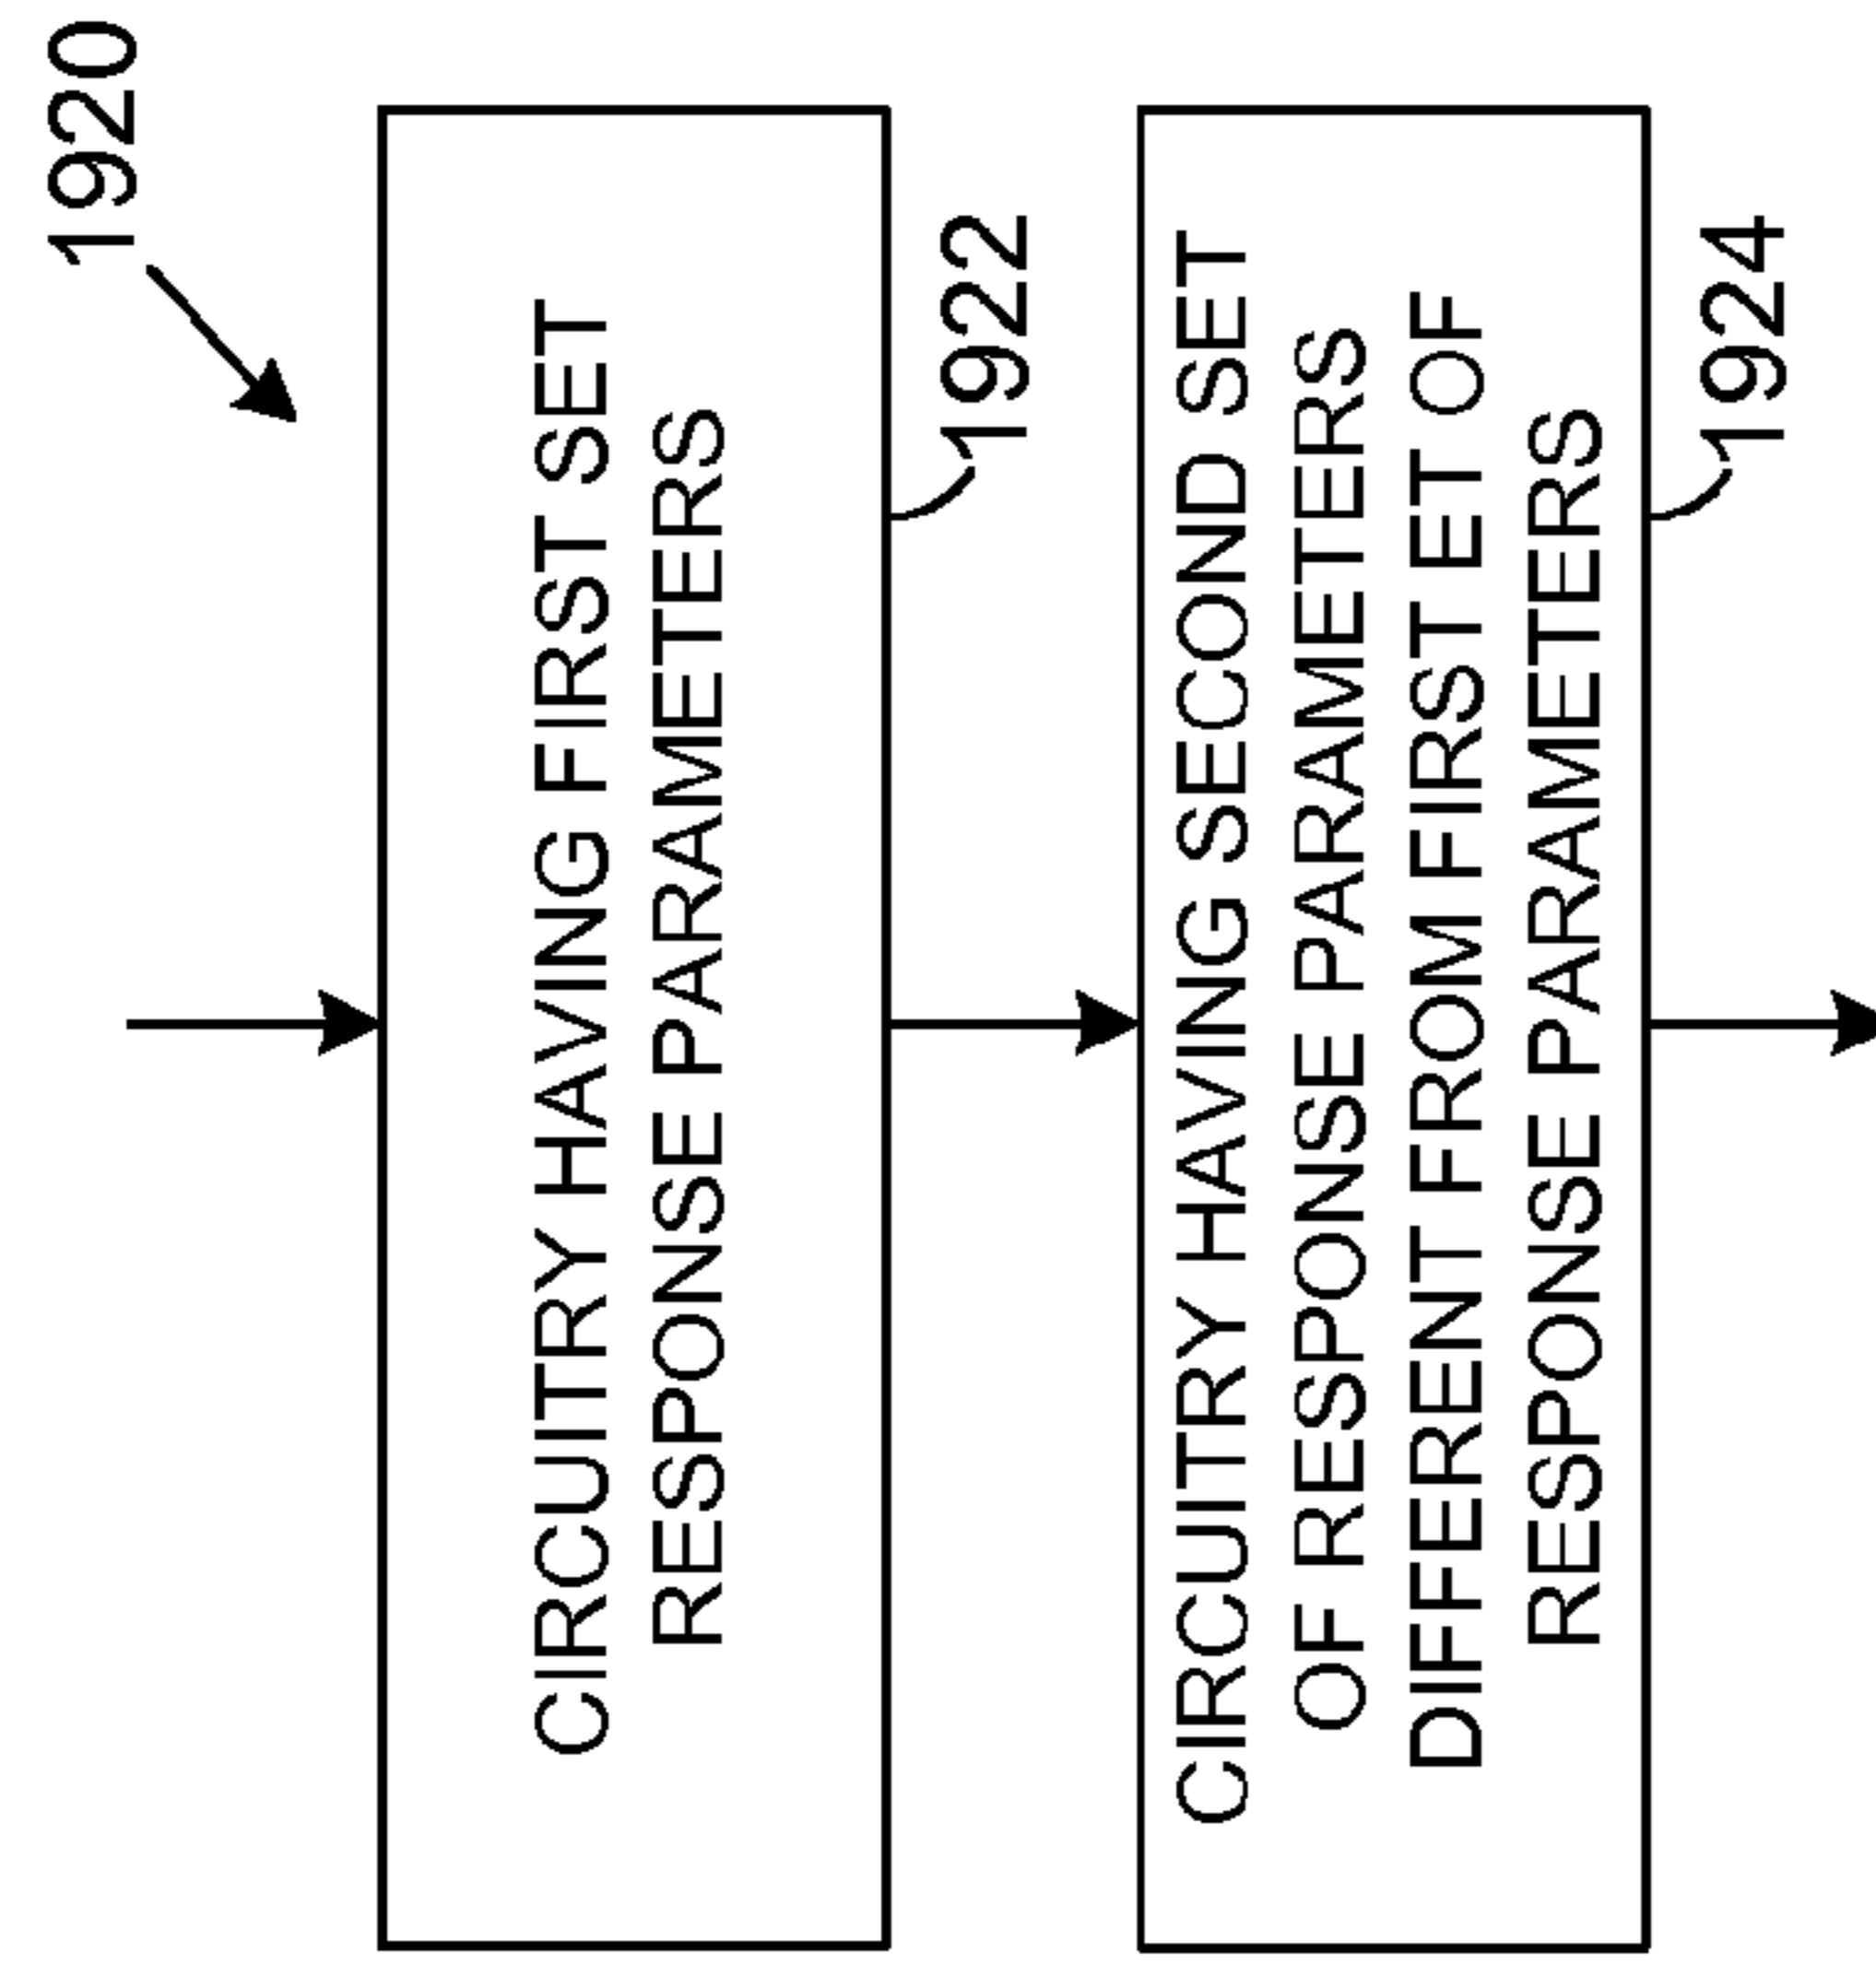 1920
CIRCUITRY HAVING FIRST SET
RESPONSE PARAMETERS
1922
CIRCUITRY HAVING SECOND SET
OF RESPONSE PARAMETERS
DIFFERENT FROM FIRST ET OF
RESPONSE PARAMETERS
1924